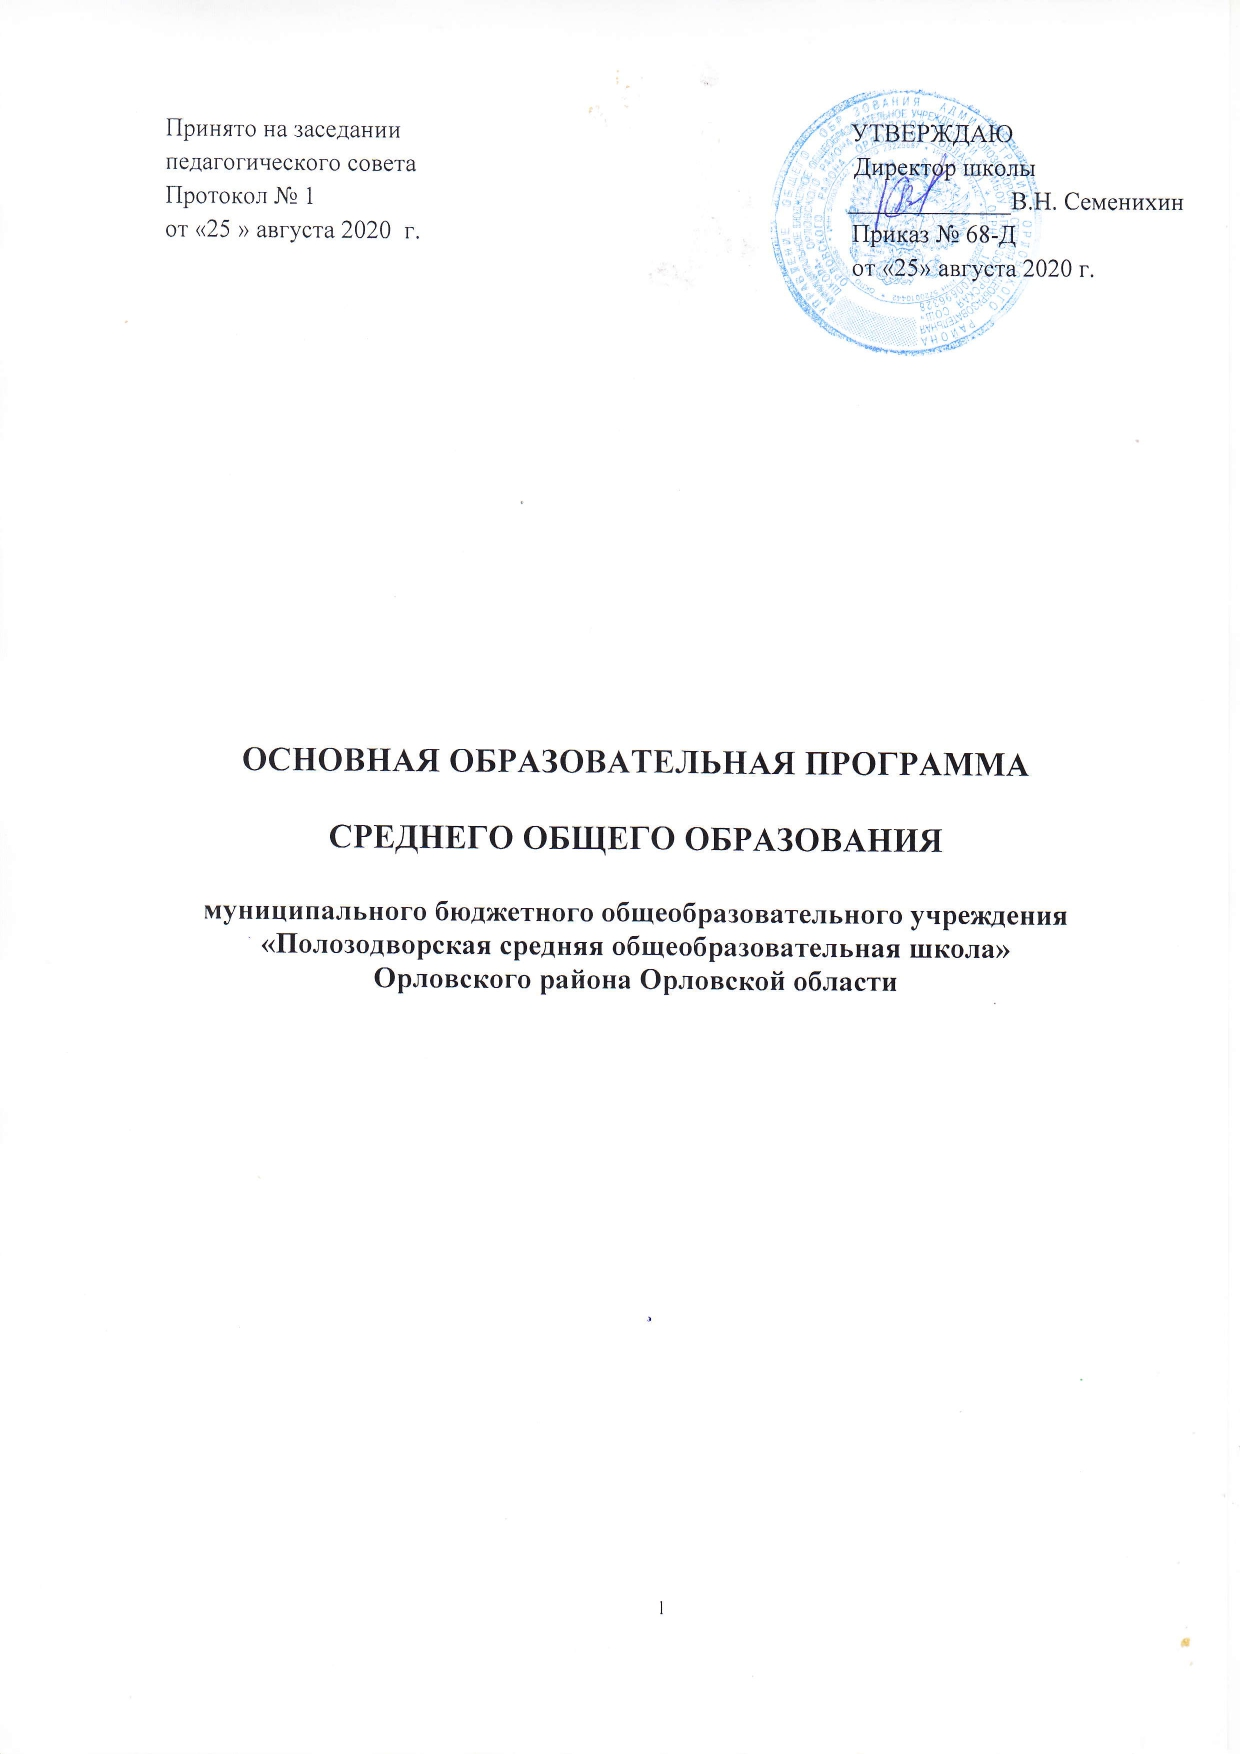 Принято на заседании
педагогического совета
Протокол № 1
от «25 » августа 2020 г.
УТВЕРЖДАЮ
Директор школы
____________В.Н. Семенихин
Приказ № 68-Д
от «25» августа 2020 г.
ОСНОВНАЯ ОБРАЗОВАТЕЛЬНАЯ ПРОГРАММА
СРЕДНЕГО ОБЩЕГО ОБРАЗОВАНИЯ
муниципального бюджетного общеобразовательного учреждения
«Полозодворская средняя общеобразовательная школа»
Орловского района Орловской области
1